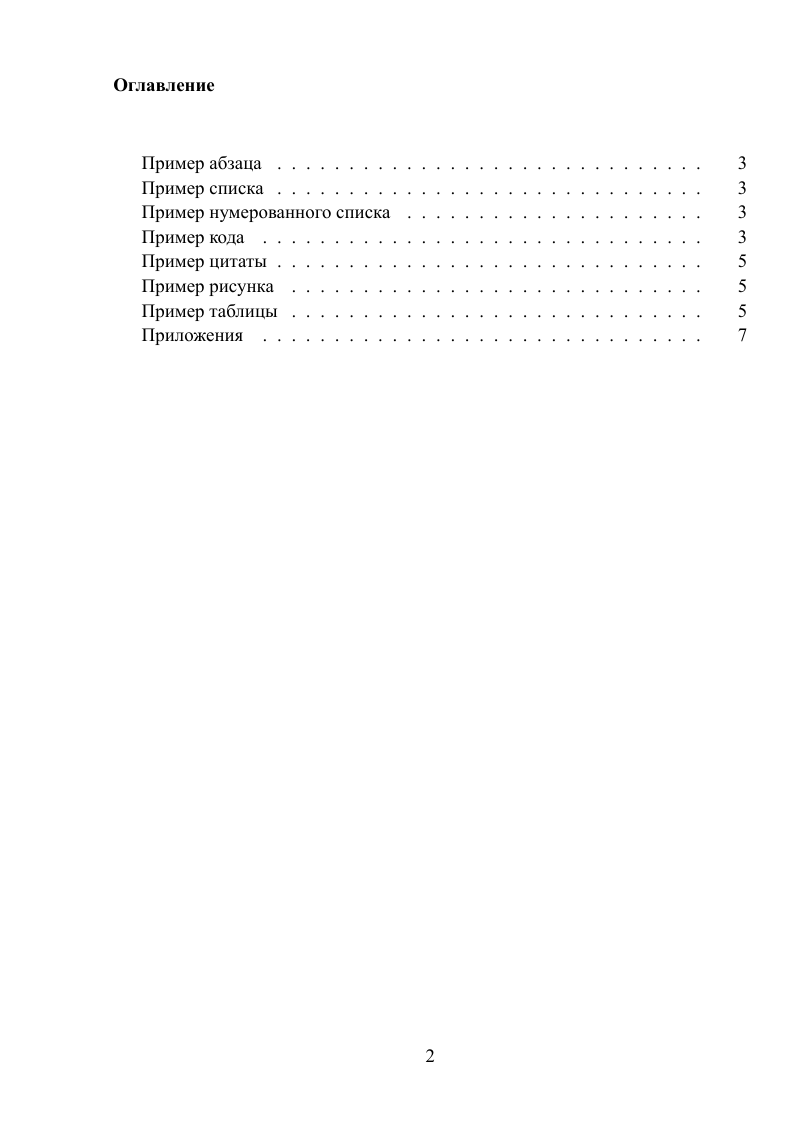 Оглавление
Пример абзаца . . . . . . . . . . . . . . . . . . . . . . . . . . . . . . 3
Пример списка . . . . . . . . . . . . . . . . . . . . . . . . . . . . . . 3
Пример нумерованного списка . . . . . . . . . . . . . . . . . . . . . 3
Пример кода . . . . . . . . . . . . . . . . . . . . . . . . . . . . . . . 3
Пример цитаты . . . . . . . . . . . . . . . . . . . . . . . . . . . . . . 5
Пример рисунка . . . . . . . . . . . . . . . . . . . . . . . . . . . . . 5
Пример таблицы . . . . . . . . . . . . . . . . . . . . . . . . . . . . . 5
Приложения . . . . . . . . . . . . . . . . . . . . . . . . . . . . . . . 7
2